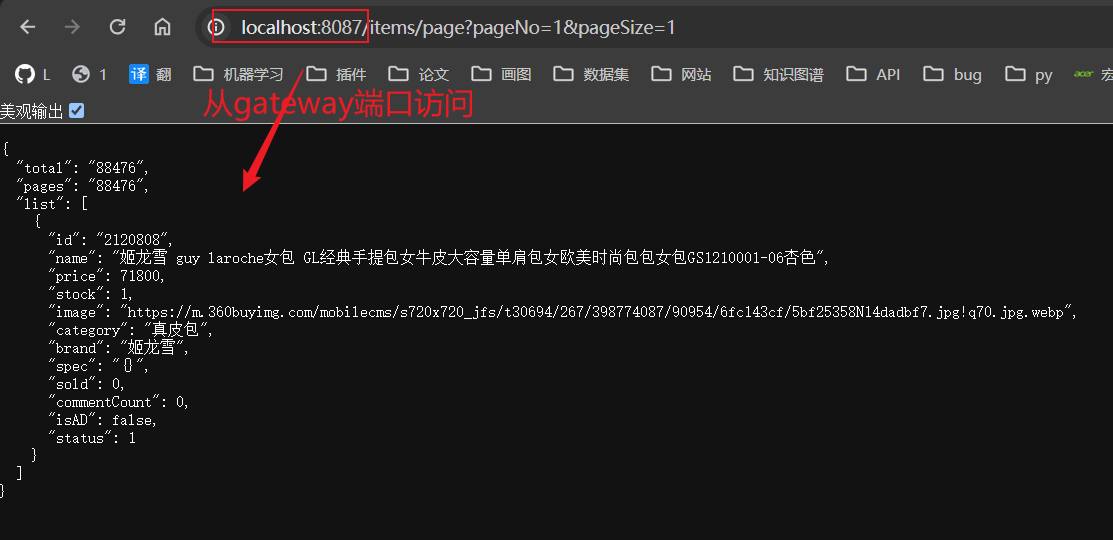 localhost:8087/items/page?pageNo=1&pageSize=1
L 1 译 翻 机器学习 插件 论文 画图 数据集 网站 知识图谱 API bug py acer 宏
从gateway端口访问
美观输出
{
"total": "88476",
"pages": "88476",
"list": [
{
"id": "2120808",
"name": "姬龙雪 guy laroche女包 GL经典手提包女牛皮大容量单肩包女欧美时尚包包女包GS1210001-06杏色",
"price": 71800,
"stock": 1,
"image": "https://m.360buyimg.com/mobilecms/s720x720_jfs/t30694/267/398774087/90954/6fc143cf/5bf25358N14dadbf7.jpg!q70.jpg.webp",
"category": "真皮包",
"brand": "姬龙雪",
"spec": "{}",
"sold": 0,
"commentCount": 0,
"isAD": false,
"status": 1
}
]
}